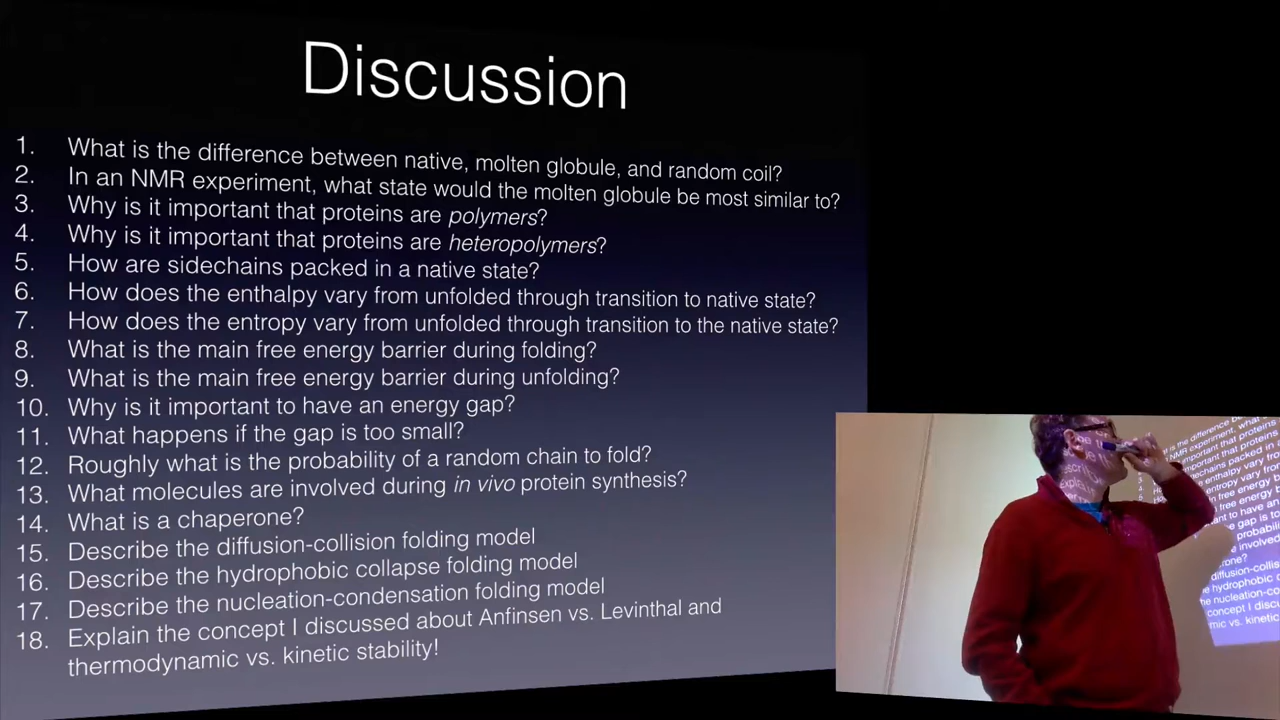 Discussion
1. What is the difference between native, molten globule, and random coil?
2. In an NMR experiment, what state would the molten globule be most similar to?
3. Why is it important that proteins are polymers?
4. Why is it important that proteins are heteropolymers?
5. How are sidechains packed in a native state?
6. How does the enthalpy vary from unfolded through transition to native state?
7. How does the entropy vary from unfolded through transition to the native state?
8. What is the main free energy barrier during folding?
9. What is the main free energy barrier during unfolding?
10. Why is it important to have an energy gap?
11. What happens if the gap is too small?
12. Roughly what is the probability of a random chain to fold?
13. What molecules are involved during in vivo protein synthesis?
14. What is a chaperone?
15. Describe the diffusion-collision folding model
16. Describe the hydrophobic collapse folding model
17. Describe the nucleation-condensation folding model
18. Explain the concept I discussed about Anfinsen vs. Levinthal and
thermodynamic vs. kinetic stability!